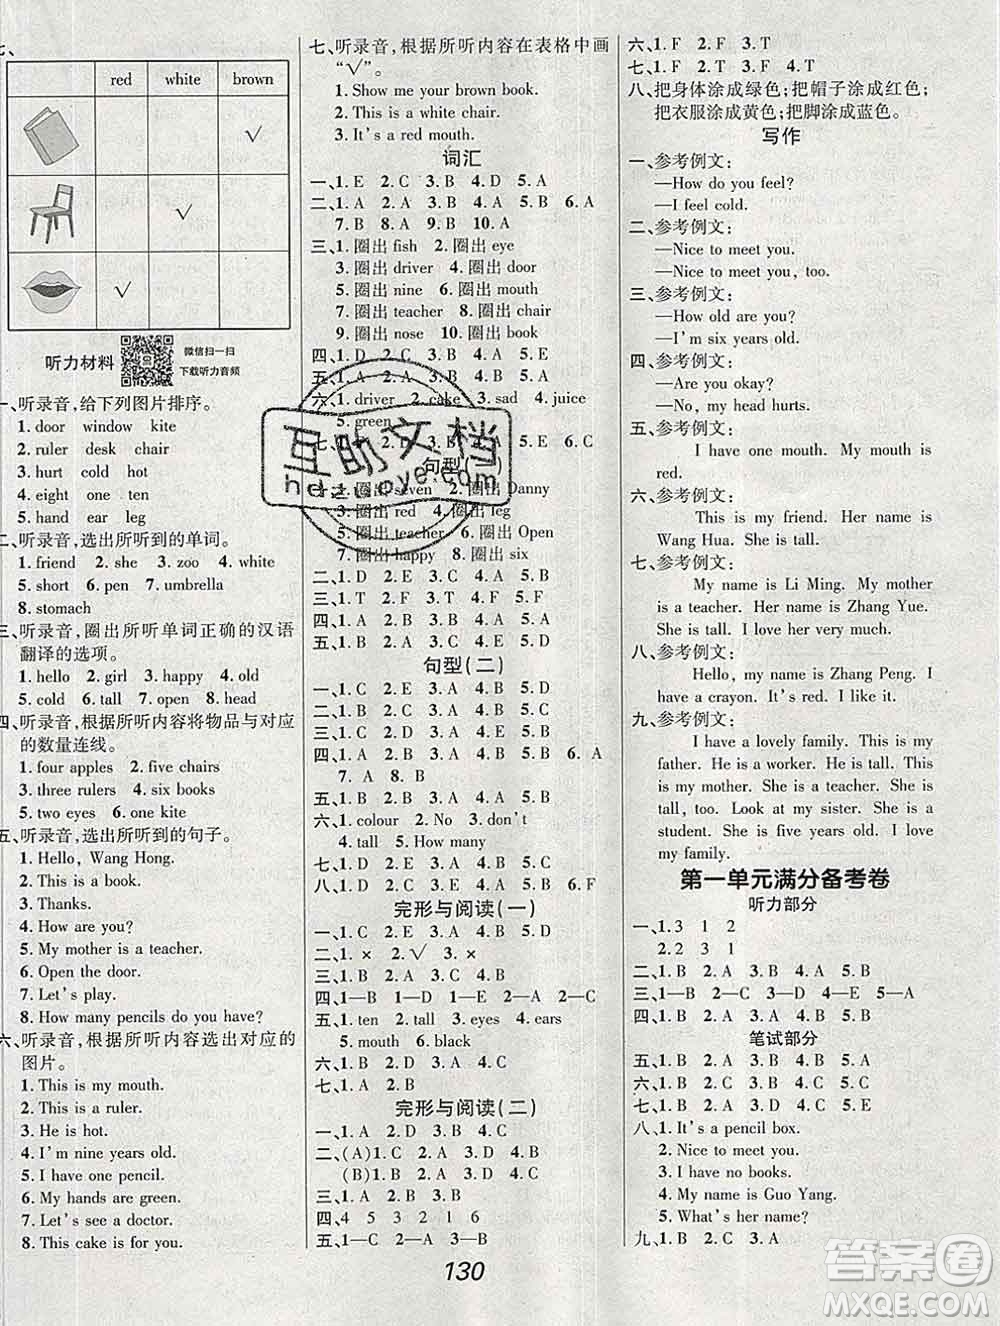 七、
red white brown
√
√
√
听力材料 微信扫一扫
下载听力音频
一、听录音,给下列图片排序。
1. door window kite
2. ruler desk chair
3. hurt cold hot
4. eight one ten
5. hand ear leg
二、听录音,选出所听到的单词。
1. friend 2. she 3. zoo 4. white
5. short 6. pen 7. umbrella
8. stomach
三、听录音,圈出所听单词正确的汉语
翻译的选项。
1. hello 2. girl 3. happy 4. old
5. cold 6. tall 7. open 8. head
四、听录音,根据所听内容将物品与对应
的数量连线。
1. four apples 2. five chairs
3. three rulers 4. six books
5. two eyes 6. one kite
五、听录音,选出所听到的句子。
1. Hello, Wang Hong.
2. This is a book.
3. Thanks.
4. How are you?
5. My mother is a teacher.
6. Open the door.
7. Let's play.
8. How many pencils do you have?
六、听录音,根据所听内容选出对应的
图片。
1. This is my mouth.
2. This is a ruler.
3. He is hot.
4. I'm nine years old.
5. I have one pencil.
6. My hands are green.
7. Let's see a doctor.
8. This cake is for you.
七、听录音,根据所听内容在表格中画
“√”。
1. Show me your brown book.
2. This is a white chair.
3. It's a red mouth.
词汇
一、1. E 2. C 3. B 4. D 5. A
二、1. A 2. A 3. B 4. A 5. B 6. A
7. B 8. A 9. B 10. A
三、1. 圈出 fish 2. 圈出 eye
3. 圈出 driver 4. 圈出 door
5. 圈出 nine 6. 圈出 mouth
7. 圈出 teacher 8. 圈出 chair
9. 圈出 nose 10. 圈出 book
四、1. C 2. D 3. B 4. A 5. E
五、1. A 2. C 3. B 4. B 5. A
六、1. driver 2. cake 3. sad 4. juice
5. green
七、1. C 2. D 3. B 4. A 5. E 6. F
句型(一)
一、1. 圈出 seven 2. 圈出 Danny
3. 圈出 red 4. 圈出 leg
5. 圈出 teacher 6. 圈出 Open
7. 圈出 happy 8. 圈出 six
二、1. D 2. E 3. C 4. A 5. B
三、1. T 2. F 3. F 4. T 5. F
四、1. A 2. A 3. B 4. A 5. B
五、1. D 2. C 3. E 4. A 5. B
句型(二)
一、1. C 2. D 3. E 4. A 5. B
二、1. C 2. D 3. B 4. A 5. E
三、1. A 2. C 3. E 4. D 5. B
四、1. A 2. B 3. A 4. B 5. B 6. A
7. A 8. B
五、1. B 2. C 3. A 4. B 5. C
六、1. colour 2. No 3. don't
4. tall 5. How many
七、1. D 2. E 3. A 4. B 5. C
八、1. D 2. E 3. A 4. C 5. B 6. F
完形与阅读(一)
一、1. C 2. E 3. B 4. A 5. D
二、1. × 2. √ 3. × 4. ×
三、1. B 2. A 3. B 4. C 5. D
四、1—B 1—C 1—E 2—A 2—D
五、1. ten 2. tall 3. eyes 4. ears
5. mouth 6. black
六、1. B 2. B 3. A 4. C
七、1. A 2. B
完形与阅读(二)
一、1. C 2. A 3. B 4. D
二、(A)1. C 2. A 3. D 4. B
(B)1. C 2. A 3. D 4. B
三、1. A 2. B 3. B
四、4 5 3 2 1 6
五、1—C 2—B 3—A
六、1. F 2. F 3. F 4. T
七、1. F 2. F 3. F 4. T
八、把身体涂成绿色;把帽子涂成红色;
把衣服涂成黄色;把脚涂成灰色。
写作
一、参考例文:
—How do you feel?
—I feel cold.
二、参考例文:
—Nice to meet you.
—Nice to meet you, too.
三、参考例文:
—How old are you?
—I'm six years old.
四、参考例文:
—Are you okay?
—No, my head hurts.
五、参考例文:
I have one mouth. My mouth is
red.
六、参考例文:
This is my friend. Her name is
Wang Hua. She is tall.
七、参考例文:
My name is Li Ming. My mother
is a teacher. Her name is Zhang Yue.
She is tall. I love my mother.
八、参考例文:
Hello, my name is Zhang Peng. I
have a crayon. It's red. I like it.
九、参考例文:
I have a lovely family. This is my
father. He is a worker. He is tall. This
is my mother. She is a teacher. She is
tall, too. Look at my sister. She is a
student. She is five years old. I love
my family.
第一单元满分备考卷
听力部分
一、1. 3 1 2
2. 2 3 1
二、1. B 2. A 3. B 4. A 5. B
三、1—B 2—C 3—D 4—E 5—A
四、1. B 2. A 3. C 4. B
笔试部分
五、1. B 2. B 3. A 4. B 5. B
六、1. C 2. B 3. C 4. B 5. C
七、1. B 2. A 3. B 4. A 5. B
八、1. It's a pencil box.
2. Nice to meet you.
3. I have no books.
4. My name is Guo Yang.
5. What's her name?
九、1. B 2. C 3. A
130
互助文档
hdzuoye.com
答案圈
MXQE.COM